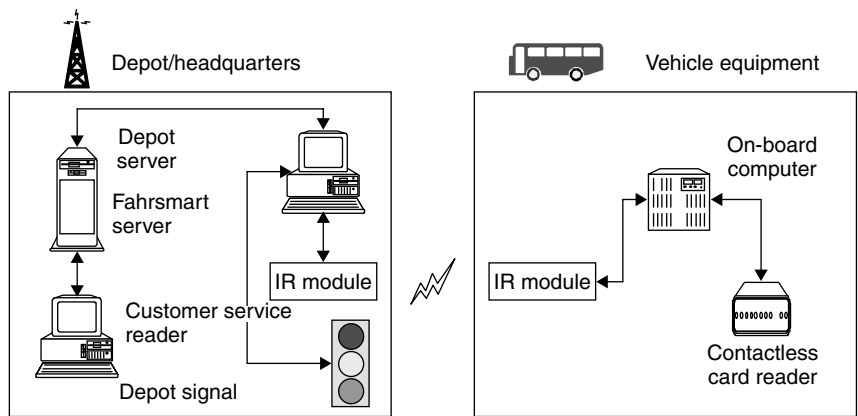 Depot/headquarters
Depot
server
Fahrsmart
server
IR module
Customer service
reader
Depot signal
Vehicle equipment
On-board
computer
IR module
Contactless
card reader